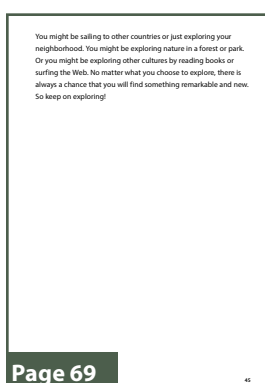 You might be sailing to other countries or just exploring your
neighborhood. You might be exploring nature in a forest or park.
Or you might be exploring other cultures by reading books or
surfing the Web. No matter what you choose to explore, there is
always a chance that you will find something remarkable and new.
So keep on exploring!
Page 69
45